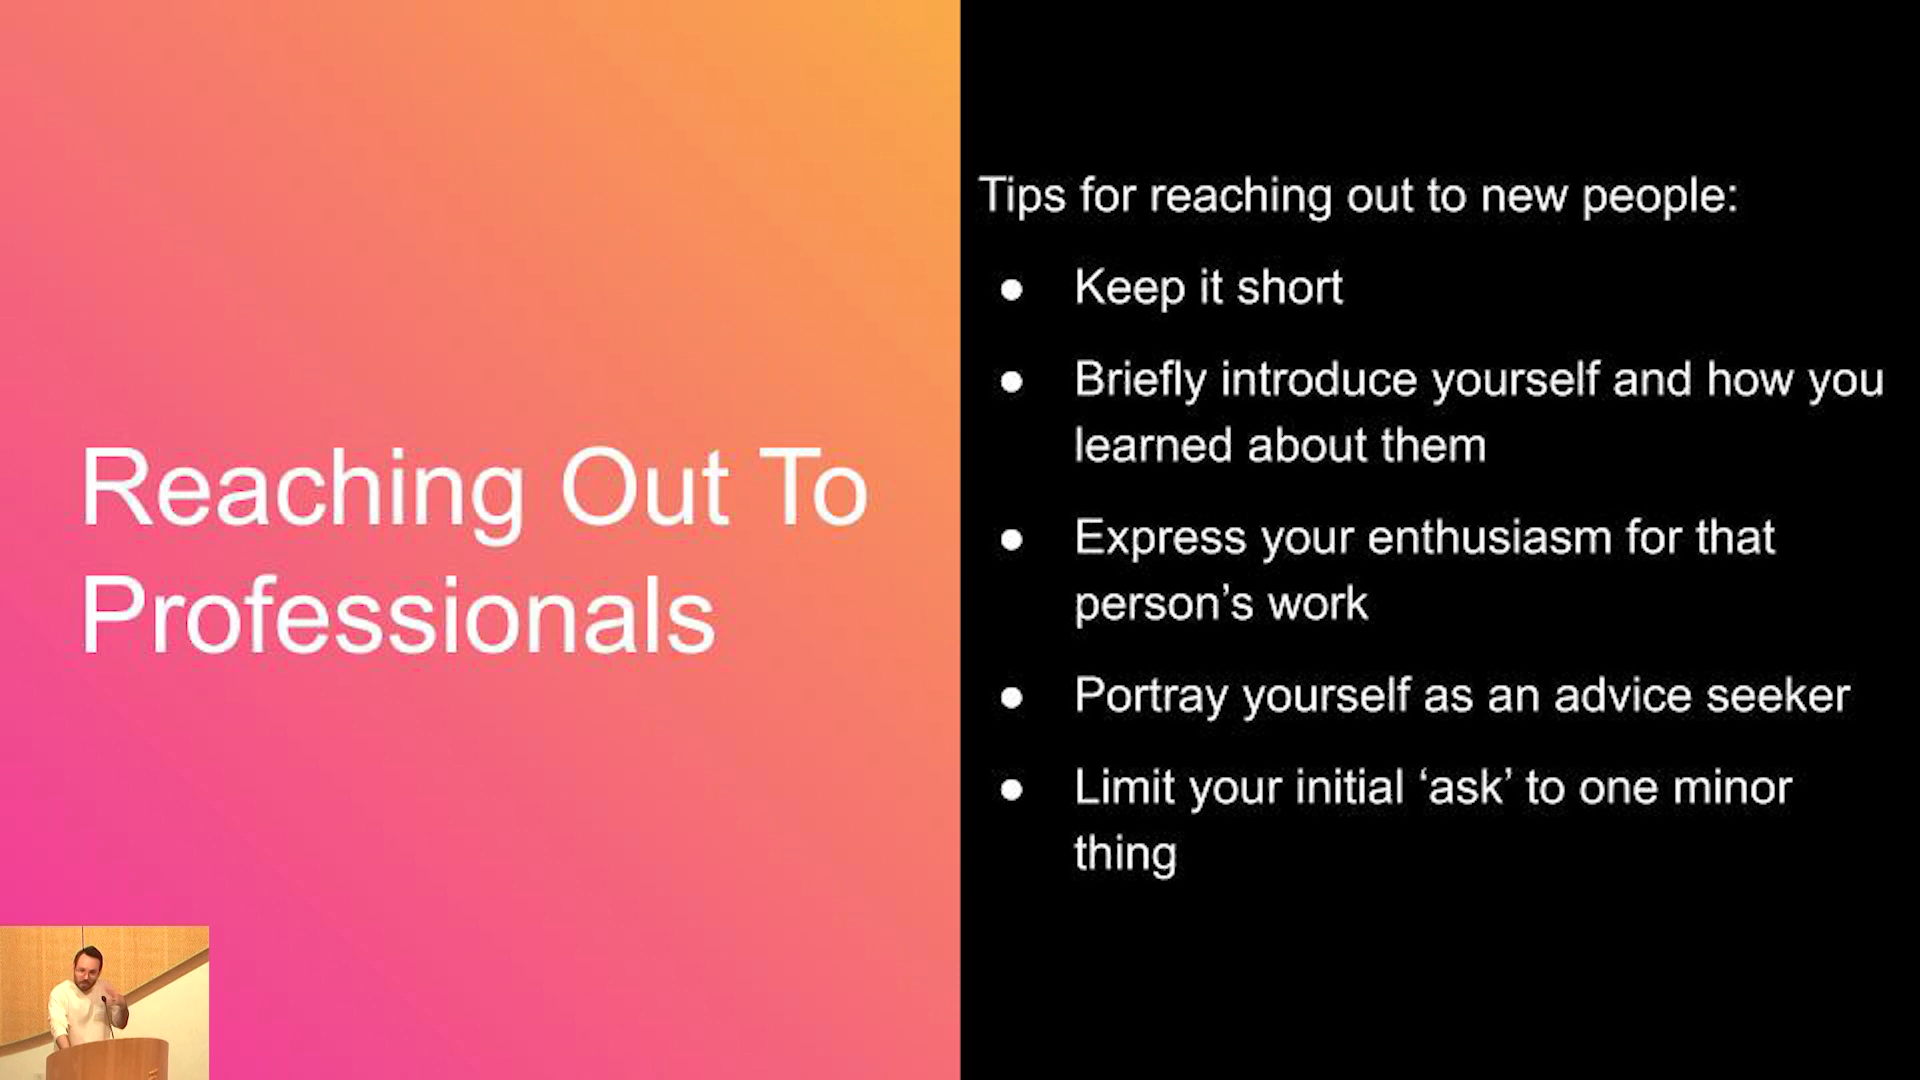 Reaching Out To
Professionals
Tips for reaching out to new people:
● Keep it short
● Briefly introduce yourself and how you
learned about them
● Express your enthusiasm for that
person’s work
● Portray yourself as an advice seeker
● Limit your initial ‘ask’ to one minor
thing